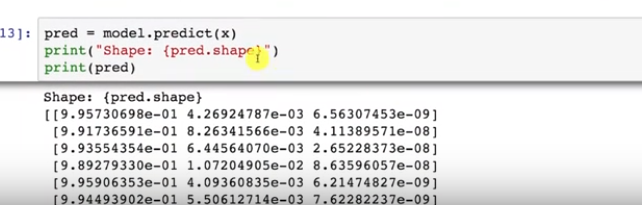 13]: pred = model.predict(x)
print("Shape: {pred.shape}")
print(pred)
Shape: {pred.shape}
[[9.95730698e-01 4.26924787e-03 6.56307453e-09]
[9.91736591e-01 8.26341566e-03 4.11389571e-08]
[9.93554354e-01 6.44564070e-03 2.65228373e-08]
[9.89279330e-01 1.07204905e-02 8.63596057e-08]
[9.95906353e-01 4.09360835e-03 6.21474827e-09]
[9.94493902e-01 5.50612714e-03 7.62282237e-09]